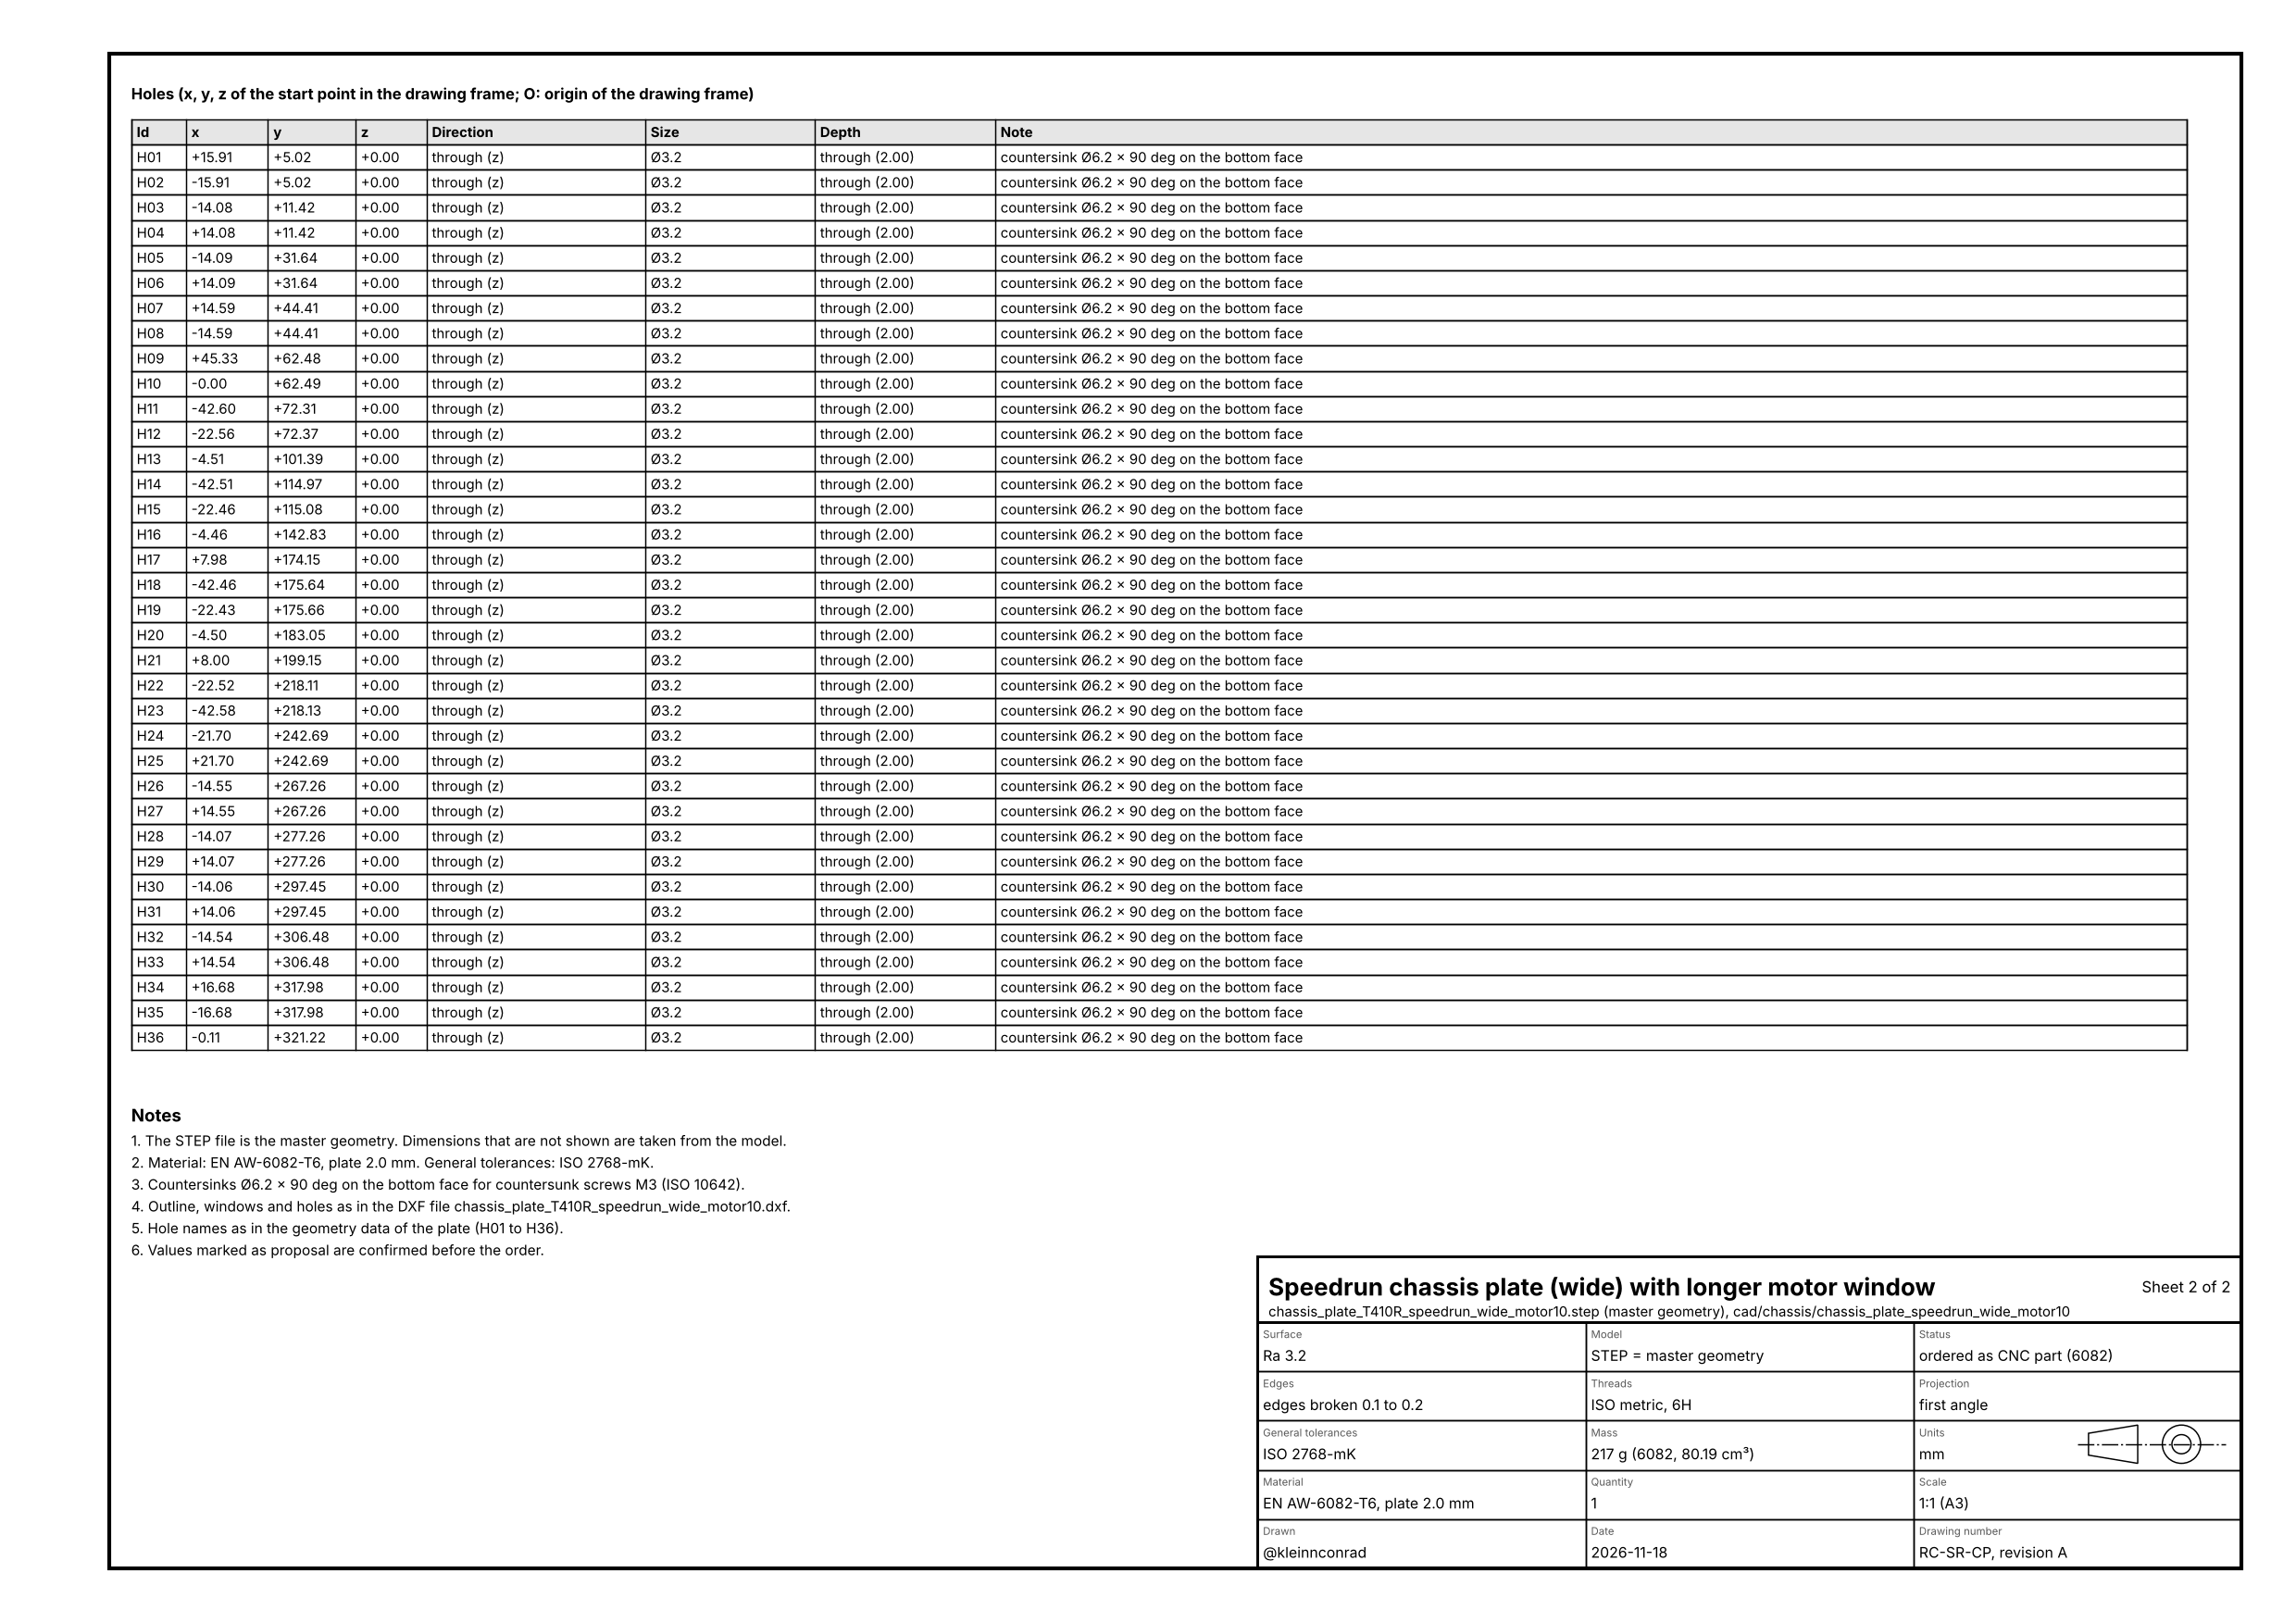 Holes (x, y, z of the start point in the drawing frame; O: origin of the drawing frame)
Id x y z Direction Size Depth Note
H01 +15.91 +5.02 +0.00 through (z) Ø3.2 through (2.00) countersink Ø6.2 × 90 deg on the bottom face
H02 -15.91 +5.02 +0.00 through (z) Ø3.2 through (2.00) countersink Ø6.2 × 90 deg on the bottom face
H03 -14.08 +11.42 +0.00 through (z) Ø3.2 through (2.00) countersink Ø6.2 × 90 deg on the bottom face
H04 +14.08 +11.42 +0.00 through (z) Ø3.2 through (2.00) countersink Ø6.2 × 90 deg on the bottom face
H05 -14.09 +31.64 +0.00 through (z) Ø3.2 through (2.00) countersink Ø6.2 × 90 deg on the bottom face
H06 +14.09 +31.64 +0.00 through (z) Ø3.2 through (2.00) countersink Ø6.2 × 90 deg on the bottom face
H07 +14.59 +44.41 +0.00 through (z) Ø3.2 through (2.00) countersink Ø6.2 × 90 deg on the bottom face
H08 -14.59 +44.41 +0.00 through (z) Ø3.2 through (2.00) countersink Ø6.2 × 90 deg on the bottom face
H09 +45.33 +62.48 +0.00 through (z) Ø3.2 through (2.00) countersink Ø6.2 × 90 deg on the bottom face
H10 -0.00 +62.49 +0.00 through (z) Ø3.2 through (2.00) countersink Ø6.2 × 90 deg on the bottom face
H11 -42.60 +72.31 +0.00 through (z) Ø3.2 through (2.00) countersink Ø6.2 × 90 deg on the bottom face
H12 -22.56 +72.37 +0.00 through (z) Ø3.2 through (2.00) countersink Ø6.2 × 90 deg on the bottom face
H13 -4.51 +101.39 +0.00 through (z) Ø3.2 through (2.00) countersink Ø6.2 × 90 deg on the bottom face
H14 -42.51 +114.97 +0.00 through (z) Ø3.2 through (2.00) countersink Ø6.2 × 90 deg on the bottom face
H15 -22.46 +115.08 +0.00 through (z) Ø3.2 through (2.00) countersink Ø6.2 × 90 deg on the bottom face
H16 -4.46 +142.83 +0.00 through (z) Ø3.2 through (2.00) countersink Ø6.2 × 90 deg on the bottom face
H17 +7.98 +174.15 +0.00 through (z) Ø3.2 through (2.00) countersink Ø6.2 × 90 deg on the bottom face
H18 -42.46 +175.64 +0.00 through (z) Ø3.2 through (2.00) countersink Ø6.2 × 90 deg on the bottom face
H19 -22.43 +175.66 +0.00 through (z) Ø3.2 through (2.00) countersink Ø6.2 × 90 deg on the bottom face
H20 -4.50 +183.05 +0.00 through (z) Ø3.2 through (2.00) countersink Ø6.2 × 90 deg on the bottom face
H21 +8.00 +199.15 +0.00 through (z) Ø3.2 through (2.00) countersink Ø6.2 × 90 deg on the bottom face
H22 -22.52 +218.11 +0.00 through (z) Ø3.2 through (2.00) countersink Ø6.2 × 90 deg on the bottom face
H23 -42.58 +218.13 +0.00 through (z) Ø3.2 through (2.00) countersink Ø6.2 × 90 deg on the bottom face
H24 -21.70 +242.69 +0.00 through (z) Ø3.2 through (2.00) countersink Ø6.2 × 90 deg on the bottom face
H25 +21.70 +242.69 +0.00 through (z) Ø3.2 through (2.00) countersink Ø6.2 × 90 deg on the bottom face
H26 -14.55 +267.26 +0.00 through (z) Ø3.2 through (2.00) countersink Ø6.2 × 90 deg on the bottom face
H27 +14.55 +267.26 +0.00 through (z) Ø3.2 through (2.00) countersink Ø6.2 × 90 deg on the bottom face
H28 -14.07 +277.26 +0.00 through (z) Ø3.2 through (2.00) countersink Ø6.2 × 90 deg on the bottom face
H29 +14.07 +277.26 +0.00 through (z) Ø3.2 through (2.00) countersink Ø6.2 × 90 deg on the bottom face
H30 -14.06 +297.45 +0.00 through (z) Ø3.2 through (2.00) countersink Ø6.2 × 90 deg on the bottom face
H31 +14.06 +297.45 +0.00 through (z) Ø3.2 through (2.00) countersink Ø6.2 × 90 deg on the bottom face
H32 -14.54 +306.48 +0.00 through (z) Ø3.2 through (2.00) countersink Ø6.2 × 90 deg on the bottom face
H33 +14.54 +306.48 +0.00 through (z) Ø3.2 through (2.00) countersink Ø6.2 × 90 deg on the bottom face
H34 +16.68 +317.98 +0.00 through (z) Ø3.2 through (2.00) countersink Ø6.2 × 90 deg on the bottom face
H35 -16.68 +317.98 +0.00 through (z) Ø3.2 through (2.00) countersink Ø6.2 × 90 deg on the bottom face
H36 -0.11 +321.22 +0.00 through (z) Ø3.2 through (2.00) countersink Ø6.2 × 90 deg on the bottom face
Notes
1. The STEP file is the master geometry. Dimensions that are not shown are taken from the model.
2. Material: EN AW-6082-T6, plate 2.0 mm. General tolerances: ISO 2768-mK.
3. Countersinks Ø6.2 × 90 deg on the bottom face for countersunk screws M3 (ISO 10642).
4. Outline, windows and holes as in the DXF file chassis_plate_T410R_speedrun_wide_motor10.dxf.
5. Hole names as in the geometry data of the plate (H01 to H36).
6. Values marked as proposal are confirmed before the order.
Speedrun chassis plate (wide) with longer motor window Sheet 2 of 2
chassis_plate_T410R_speedrun_wide_motor10.step (master geometry), cad/chassis/chassis_plate_speedrun_wide_motor10
Surface Model Status
Ra 3.2 STEP = master geometry ordered as CNC part (6082)
Edges Threads Projection
edges broken 0.1 to 0.2 ISO metric, 6H first angle
General tolerances Mass Units
ISO 2768-mK 217 g (6082, 80.19 cm³) mm
Material Quantity Scale
EN AW-6082-T6, plate 2.0 mm 1 1:1 (A3)
Drawn Date Drawing number
@kleinnconrad 2026-11-18 RC-SR-CP, revision A